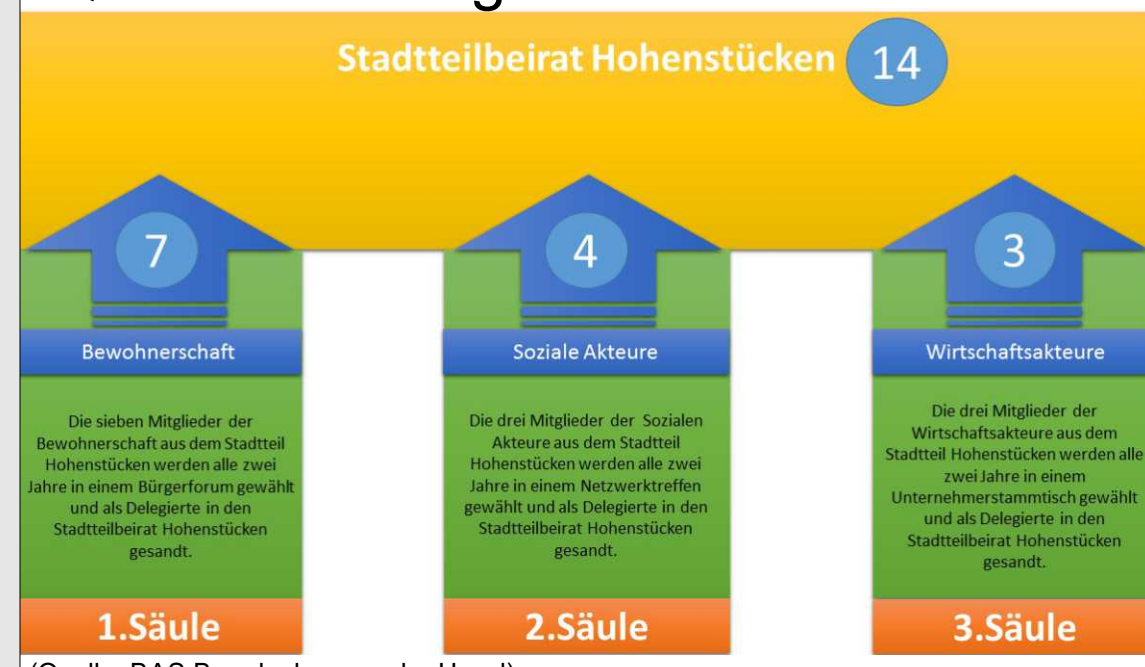 Stadtteilbeirat Hohenstücken 14
7
Bewohnerschaft
Die sieben Mitglieder der
Bewohnerschaft aus dem Stadtteil
Hohenstücken werden alle zwei
Jahre in einem Bürgerforum gewählt
und als Delegierte in den
Stadtteilbeirat Hohenstücken
gesandt.
1.Säule
4
Soziale Akteure
Die drei Mitglieder der Sozialen
Akteure aus dem Stadtteil
Hohenstücken werden alle zwei
Jahre in einem Netzwerktreffen
gewählt und als Delegierte in den
Stadtteilbeirat Hohenstücken
gesandt.
2.Säule
3
Wirtschaftsakteure
Die drei Mitglieder der
Wirtschaftsakteure aus dem
Stadtteil Hohenstücken werden alle
zwei Jahre in einem
Unternehmerstammtisch gewählt
und als Delegierte in den
Stadtteilbeirat Hohenstücken
gesandt.
3.Säule